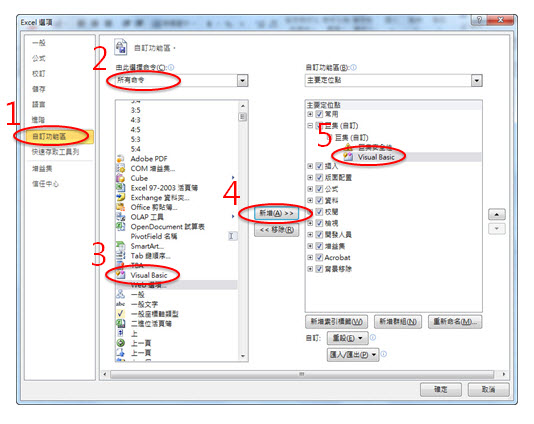 Excel 選項
一般
公式
校訂
儲存
語言
進階
自訂功能區
快速存取工具列
增益集
信任中心
1
自訂功能區。
2
由此選擇命令(C):
所有命令
3:4
3:5
4:3
4:5
5:3
5:4
Adobe PDF
COM 增益集...
Cube
Excel 97-2003 活頁簿
Exchange 資料夾...
Office 剪貼簿...
OLAP 工具
OpenDocument 試算表
PivotField 名稱
SmartArt...
Tab 鍵順序...
3
Visual Basic
Web 選項...
一般
abc 一般文字
一般座標軸類型
二進位活頁簿
上
上一頁
上一頁
4
新增(A) >>
<< 移除(R)
自訂功能區(B):
主要定位點
主要定位點
常用
巨集 (自訂)
巨集 (自訂)
5
巨集安全性
Visual Basic
插入
版面配置
公式
資料
校閱
檢視
開發人員
增益集
Acrobat
背景移除
新增索引標籤(W)
新增群組(N)
重新命名(M)...
自訂:
重設(E)
匯入/匯出(P)
確定
取消